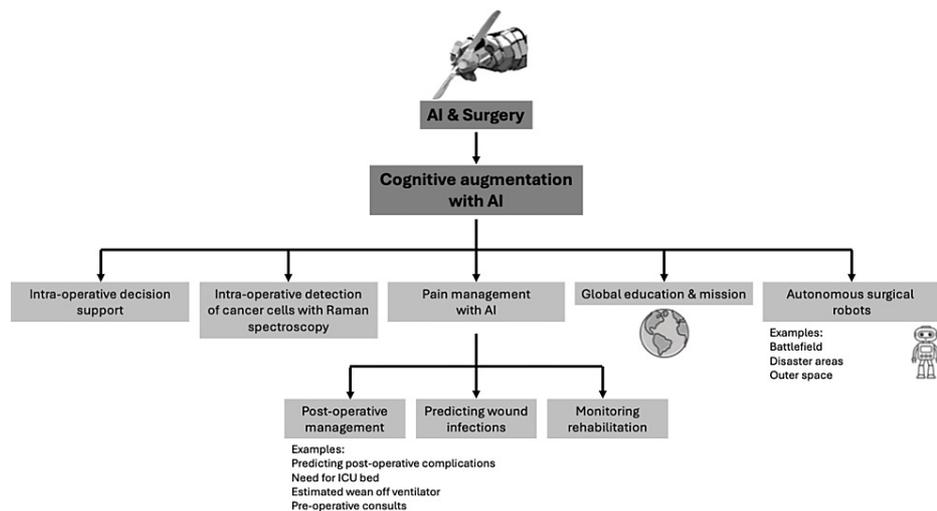 AI & Surgery
Cognitive augmentation
with AI
Intra-operative decision
support
Intra-operative detection
of cancer cells with Raman
spectroscopy
Pain management
with AI
Global education & mission
Autonomous surgical
robots
Examples:
Battlefield
Disaster areas
Outer space
Post-operative
management
Predicting wound
infections
Monitoring
rehabilitation
Examples:
Predicting post-operative complications
Need for ICU bed
Estimated wean off ventilator
Pre-operative consults